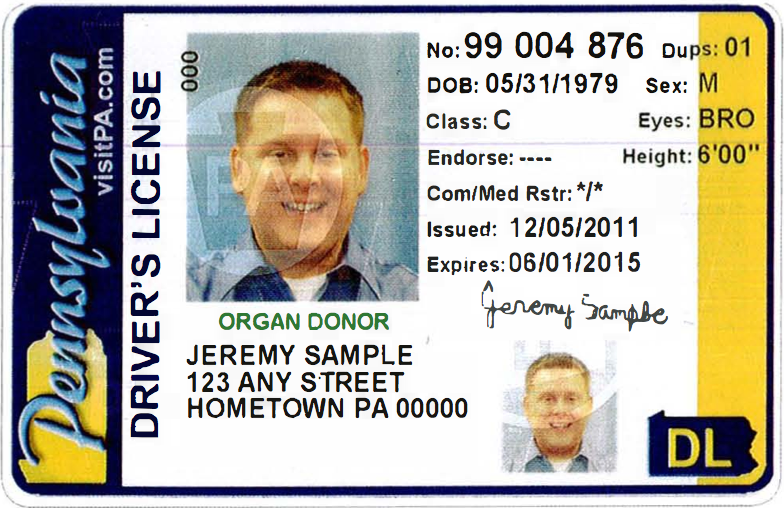 Pennsylvania
visitPA.com
DRIVER'S LICENSE
000
PA
No: 99 004 876 Dups: 01
DOB: 05/31/1979 Sex: M
Class: C Eyes: BRO
Endorse: ---- Height: 6'00"
Com/Med Rstr: */*
Issued: 12/05/2011
Expires: 06/01/2015
Jeremy Sample
ORGAN DONOR
JEREMY SAMPLE
123 ANY STREET
HOMETOWN PA 00000
DL